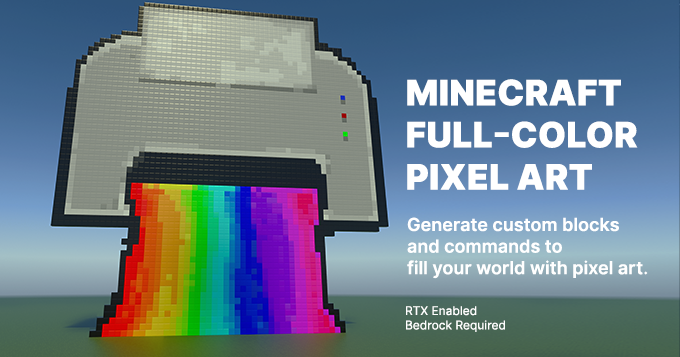 MINECRAFT
FULL-COLOR
PIXEL ART
Generate custom blocks
and commands to
fill your world with pixel art.
RTX Enabled
Bedrock Required